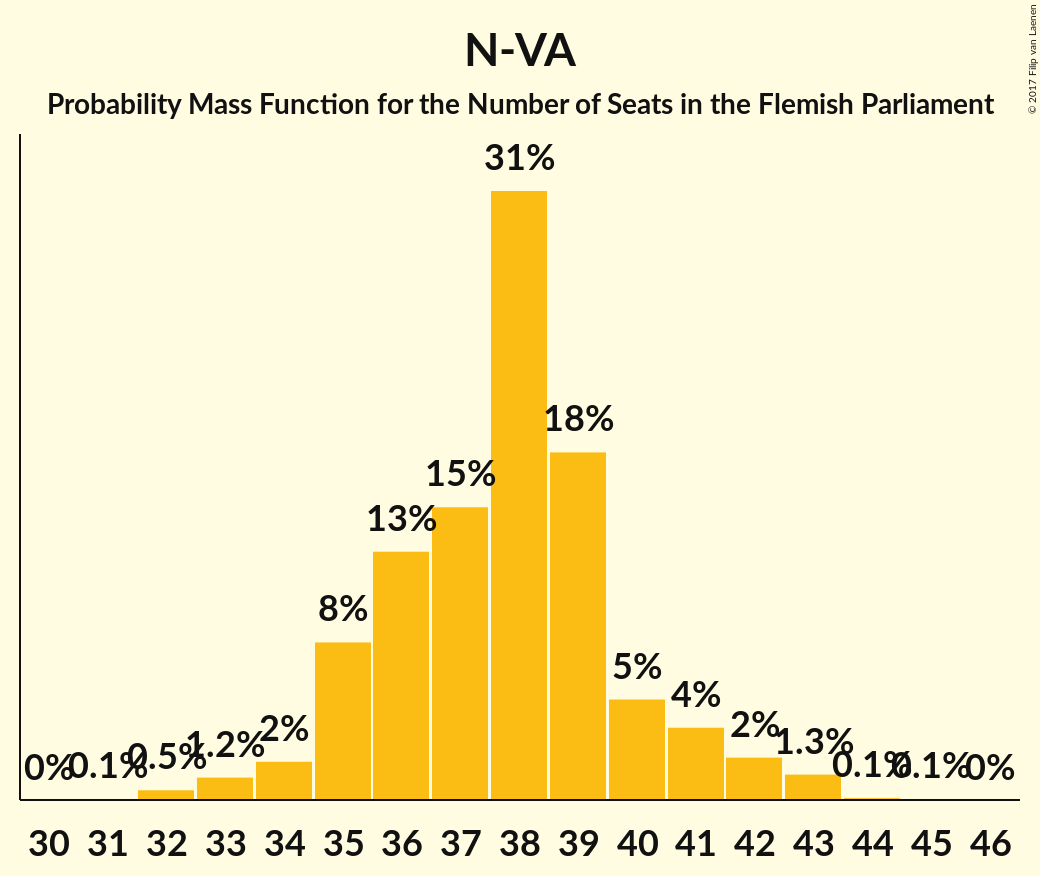 N-VA
Probability Mass Function for the Number of Seats in the Flemish Parliament
© 2017 Filip van Laenen
31%
18%
15%
13%
8%
5%
4%
2%
2%
1.3%
1.2%
0.5%
0% 0.1% 0.1% 0.1% 0%
30 31 32 33 34 35 36 37 38 39 40 41 42 43 44 45 46